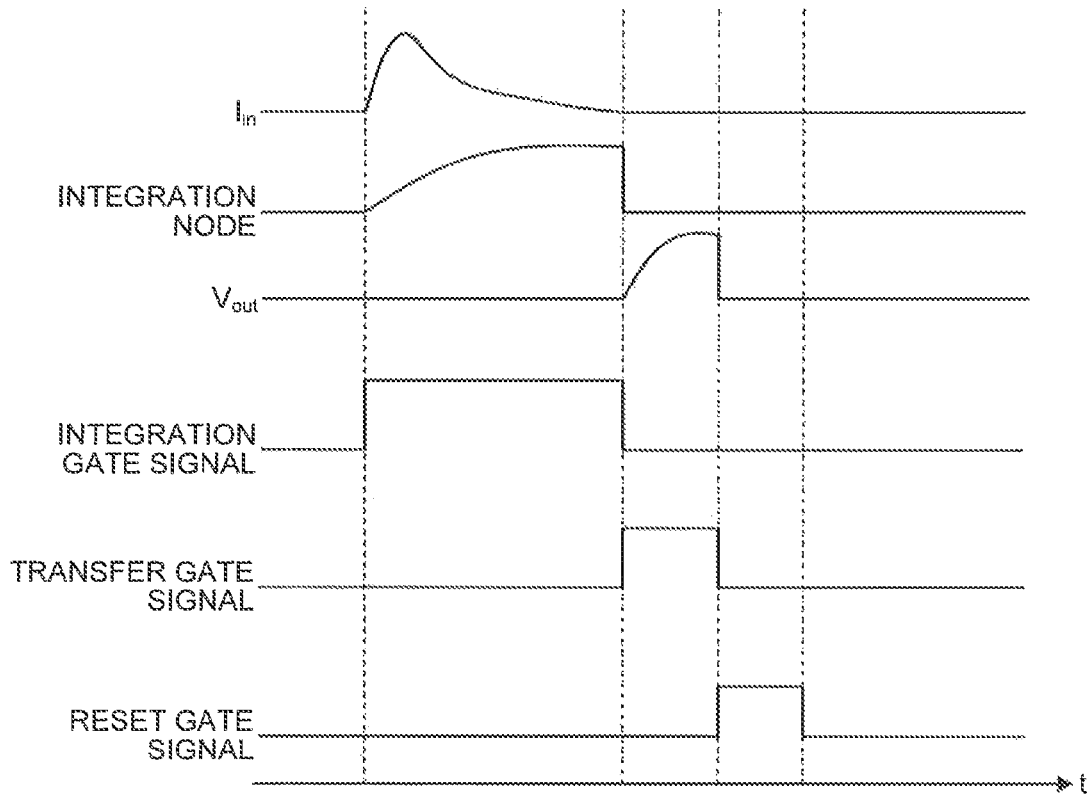 I_in
INTEGRATION
NODE
V_out
INTEGRATION
GATE SIGNAL
TRANSFER GATE
SIGNAL
RESET GATE
SIGNAL
t